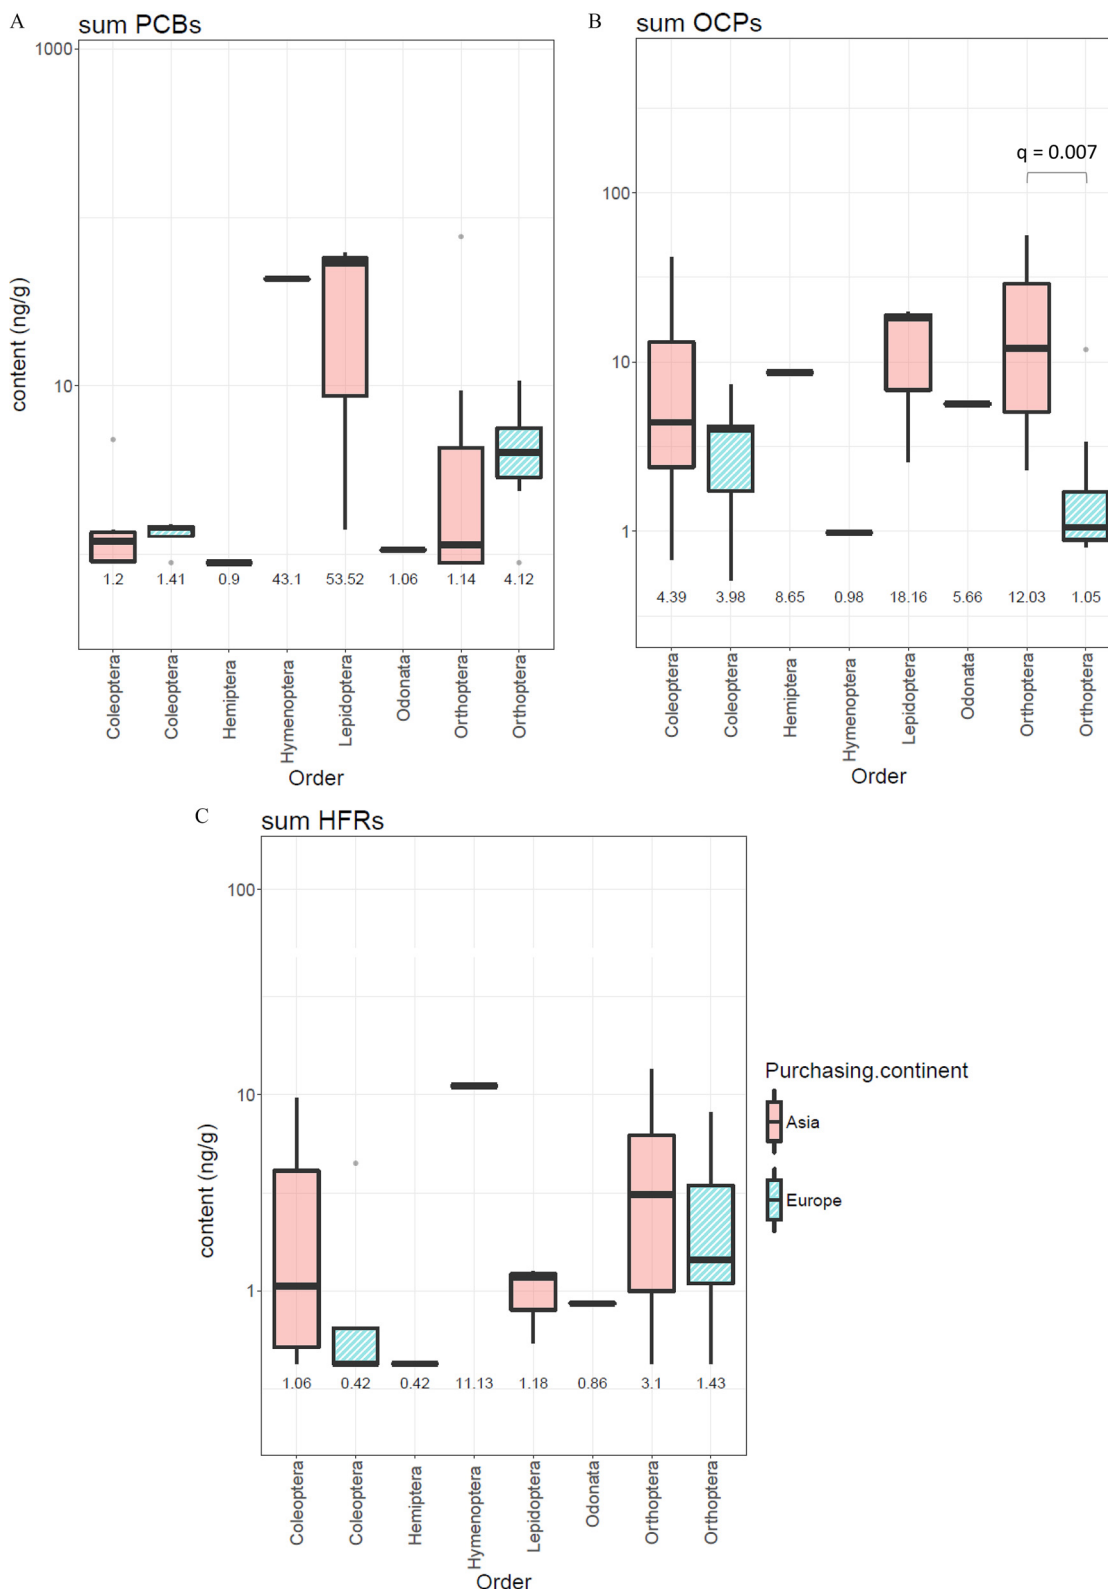 A
sum PCBs
1000
10
content (ng/g)
1.2 1.41 0.9 43.1 53.52 1.06 1.14 4.12
Coleoptera
Coleoptera
Hemiptera
Hymenoptera
Lepidoptera
Odonata
Orthoptera
Orthoptera
Order
B
sum OCPs
q = 0.007
100
10
1
4.39 3.98 8.65 0.98 18.16 5.66 12.03 1.05
Coleoptera
Coleoptera
Hemiptera
Hymenoptera
Lepidoptera
Odonata
Orthoptera
Orthoptera
Order
C
sum HFRs
100
10
1
content (ng/g)
1.06 0.42 0.42 11.13 1.18 0.86 3.1 1.43
Coleoptera
Coleoptera
Hemiptera
Hymenoptera
Lepidoptera
Odonata
Orthoptera
Orthoptera
Order
Purchasing.continent
Asia
Europe